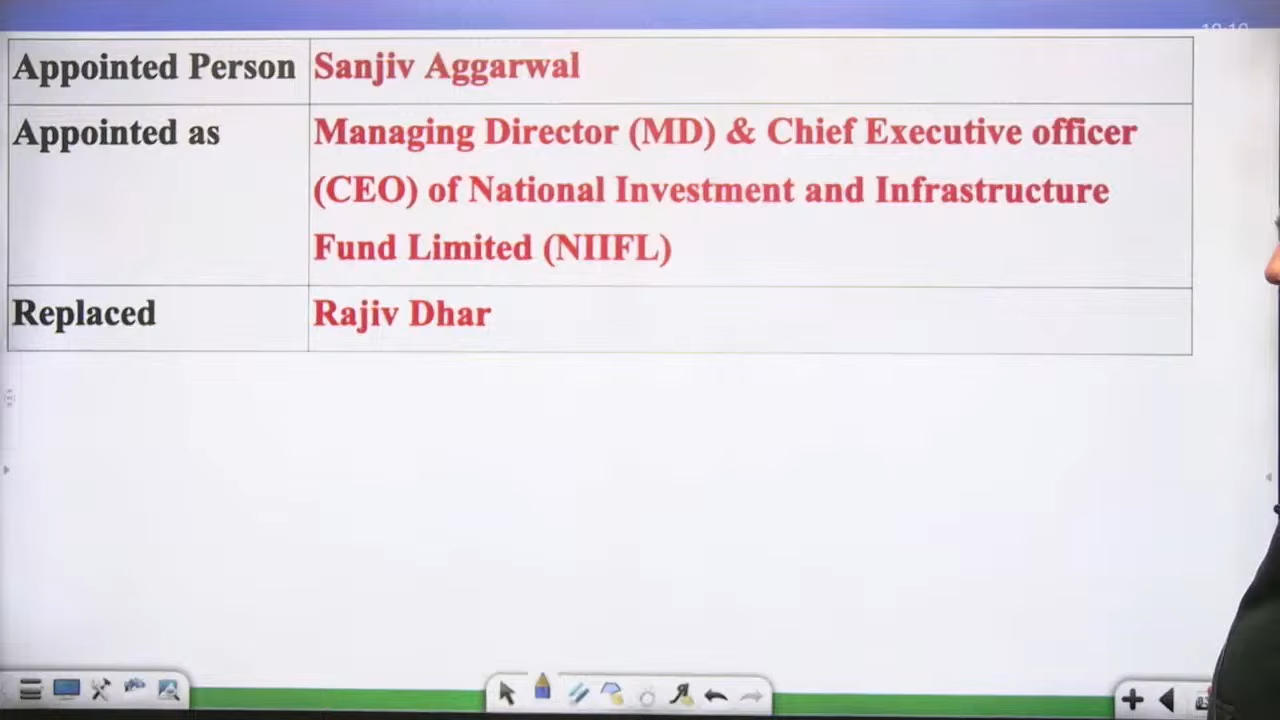 Appointed Person Sanjiv Aggarwal
Appointed as Managing Director (MD) & Chief Executive officer
(CEO) of National Investment and Infrastructure
Fund Limited (NIIFL)
Replaced Rajiv Dhar